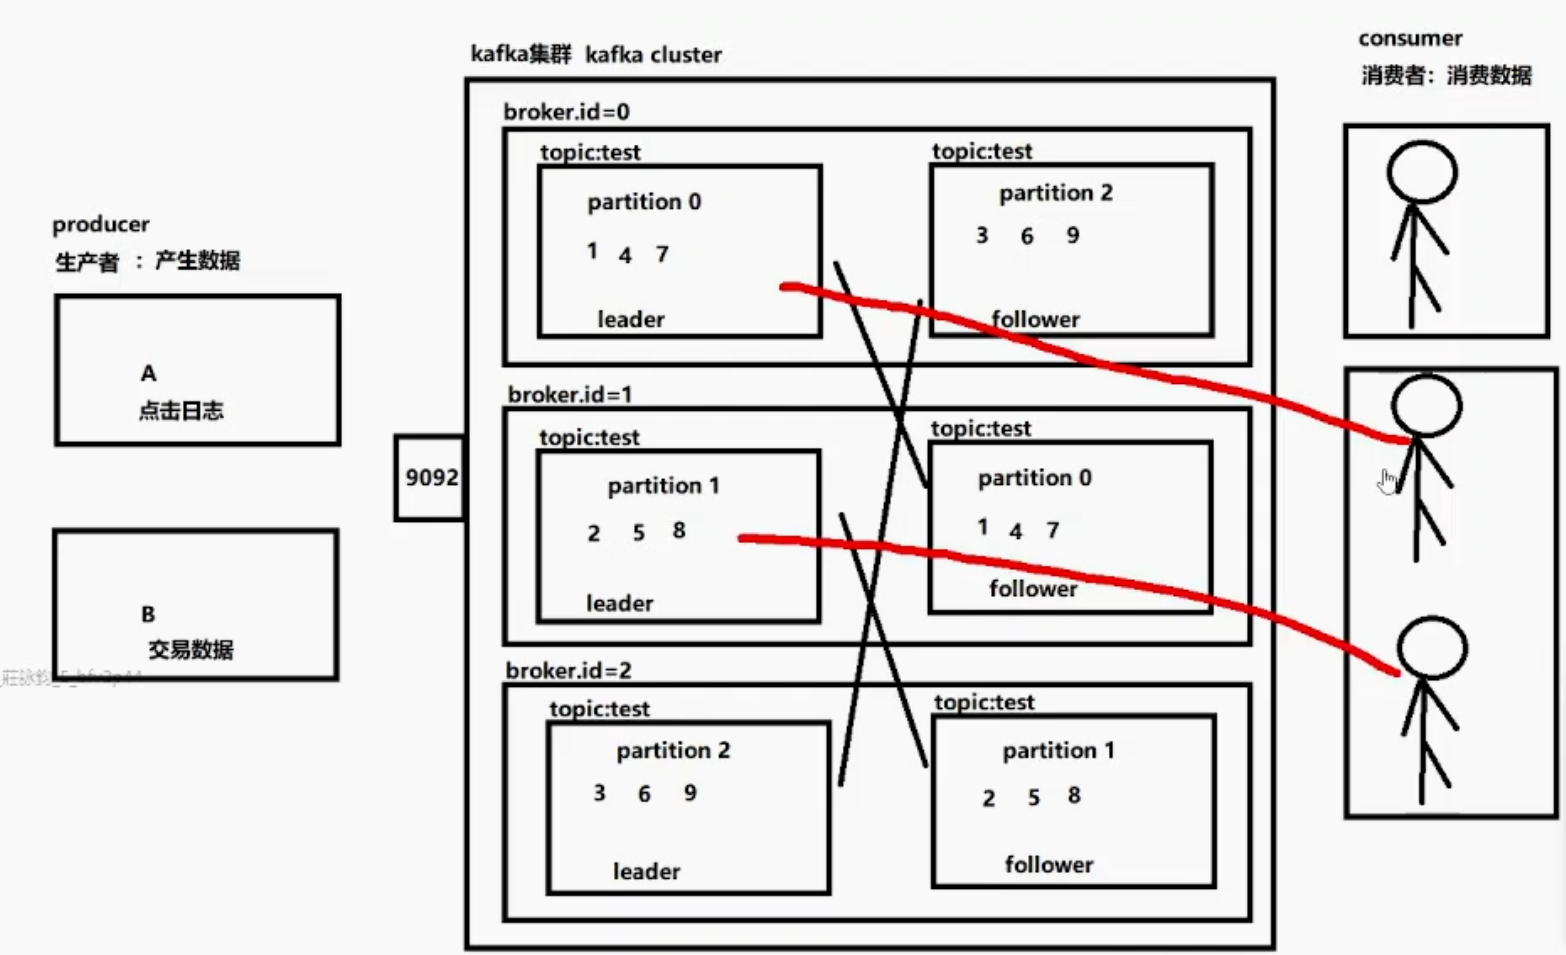 kafka集群 kafka cluster
consumer
消费者：消费数据
broker.id=0
topic:test
partition 0
1 4 7
leader
topic:test
partition 2
3 6 9
follower
producer
生产者 ：产生数据
A
点击日志
B
交易数据
9092
broker.id=1
topic:test
partition 1
2 5 8
leader
topic:test
partition 0
1 4 7
follower
broker.id=2
topic:test
partition 2
3 6 9
leader
topic:test
partition 1
2 5 8
follower